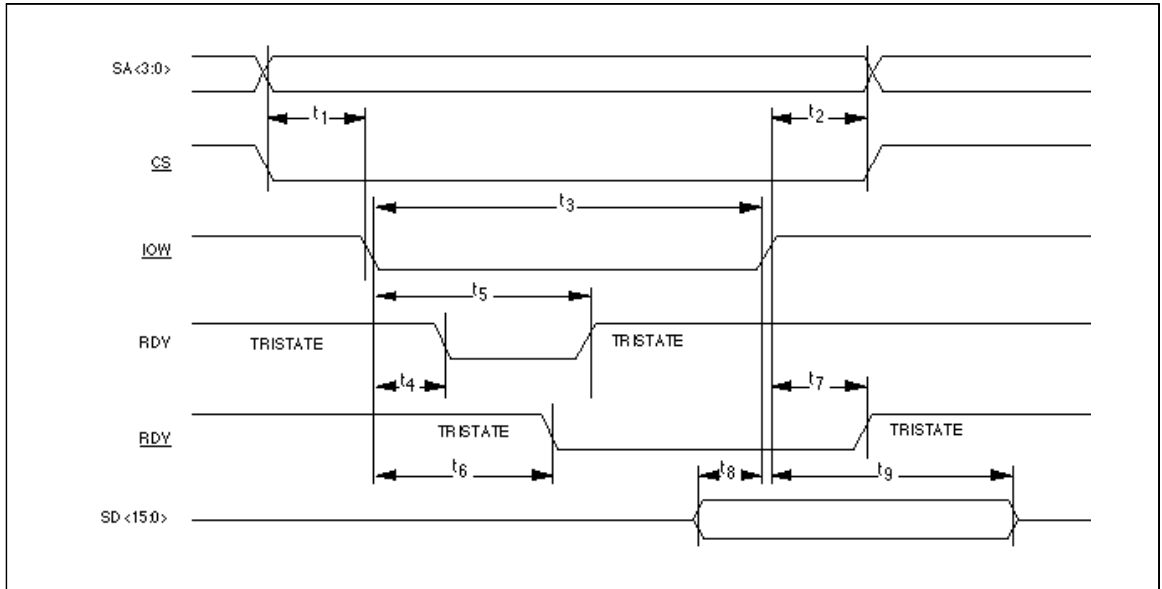 SA<3:0>
t1
t2
CS
t3
IOW
t5
RDY
TRISTATE
TRISTATE
t4
t7
RDY
TRISTATE
TRISTATE
t6
t8
t9
SD<15:0>